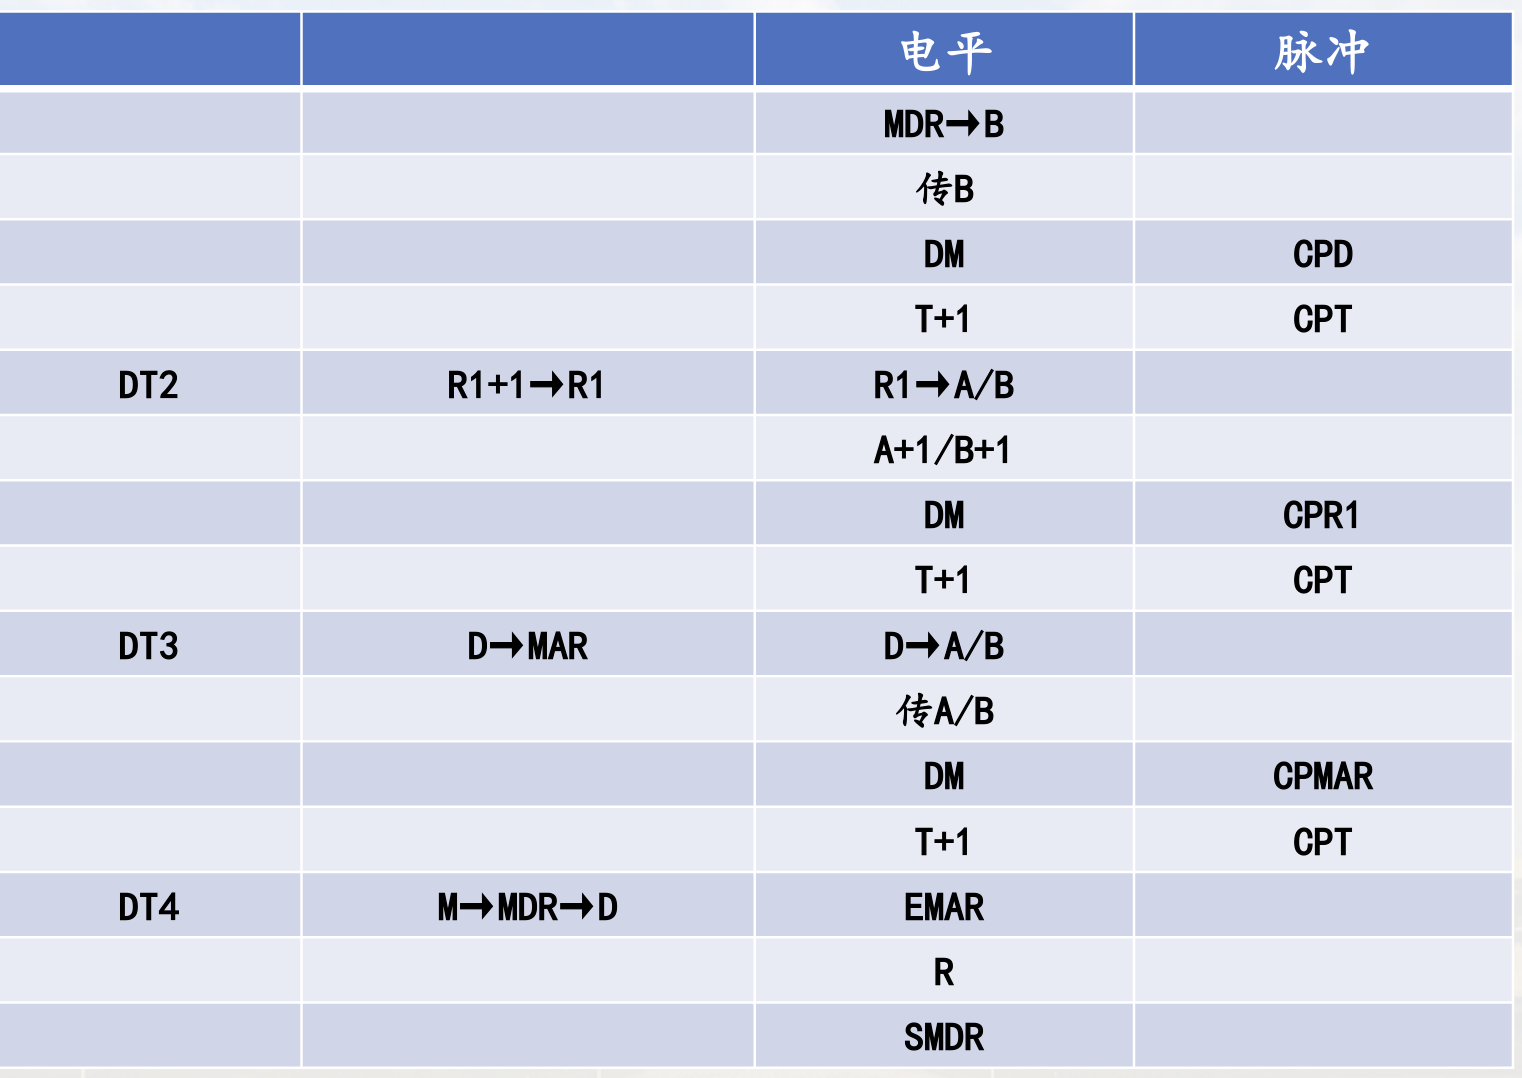 电平 脉冲
MDR→B
传B
DM CPD
T+1 CPT
DT2 R1+1→R1 R1→A/B
A+1/B+1
DM CPR1
T+1 CPT
DT3 D→MAR D→A/B
传A/B
DM CPMAR
T+1 CPT
DT4 M→MDR→D EMAR
R
SMDR